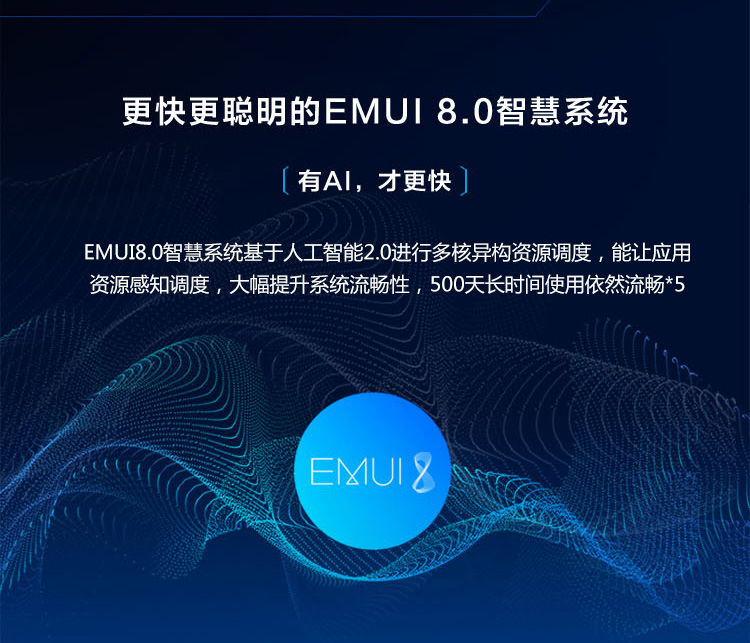 更快更聪明的EMUI 8.0智慧系统
[ 有AI，才更快 ]
EMUI8.0智慧系统基于人工智能2.0进行多核异构资源调度，能让应用
资源感知调度，大幅提升系统流畅性，500天长时间使用依然流畅*5
EMUI 8